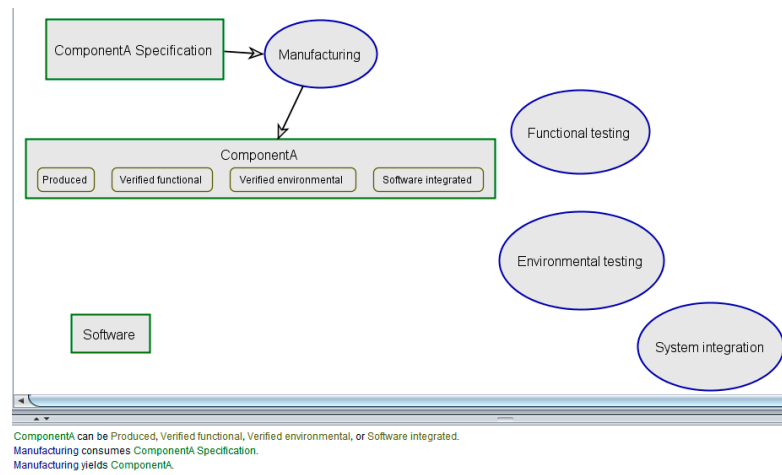 ComponentA Specification
Manufacturing
Functional testing
ComponentA
Produced
Verified functional
Verified environmental
Software integrated
Environmental testing
Software
System integration
ComponentA can be Produced, Verified functional, Verified environmental, or Software integrated.
Manufacturing consumes ComponentA Specification.
Manufacturing yields ComponentA.